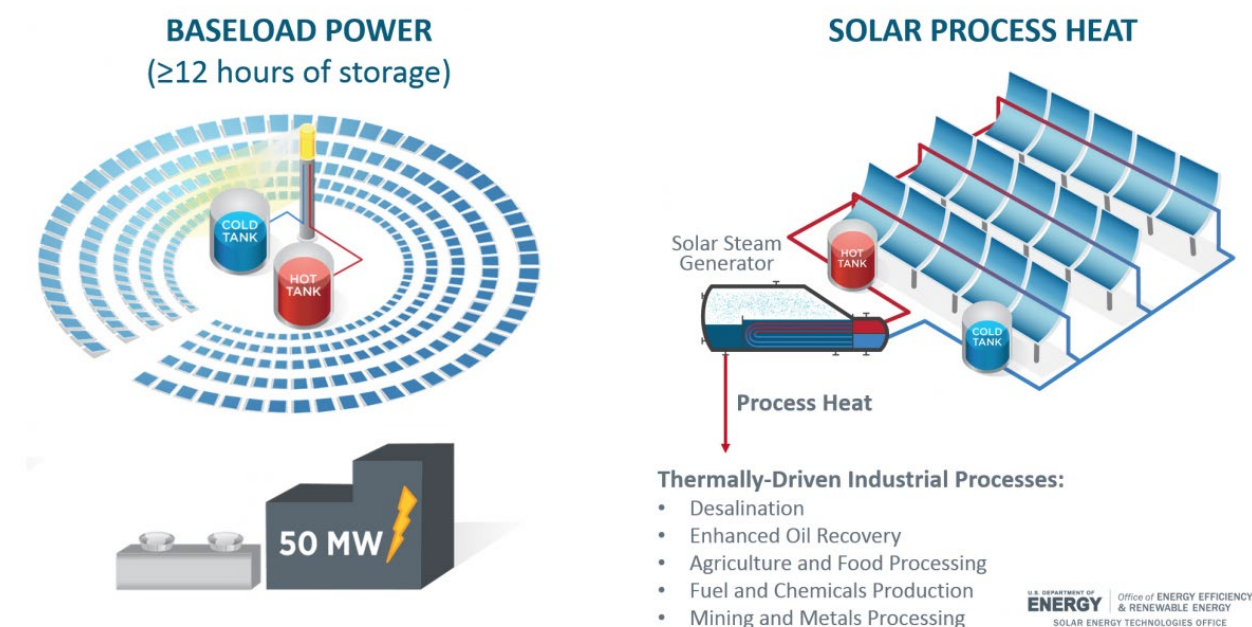 BASELOAD POWER
(≥12 hours of storage)
COLD
TANK
HOT
TANK
50 MW
SOLAR PROCESS HEAT
Solar Steam
Generator
HOT
TANK
COLD
TANK
Process Heat
Thermally-Driven Industrial Processes:
• Desalination
• Enhanced Oil Recovery
• Agriculture and Food Processing
• Fuel and Chemicals Production
• Mining and Metals Processing
U.S. DEPARTMENT OF
ENERGY
Office of ENERGY EFFICIENCY
& RENEWABLE ENERGY
SOLAR ENERGY TECHNOLOGIES OFFICE